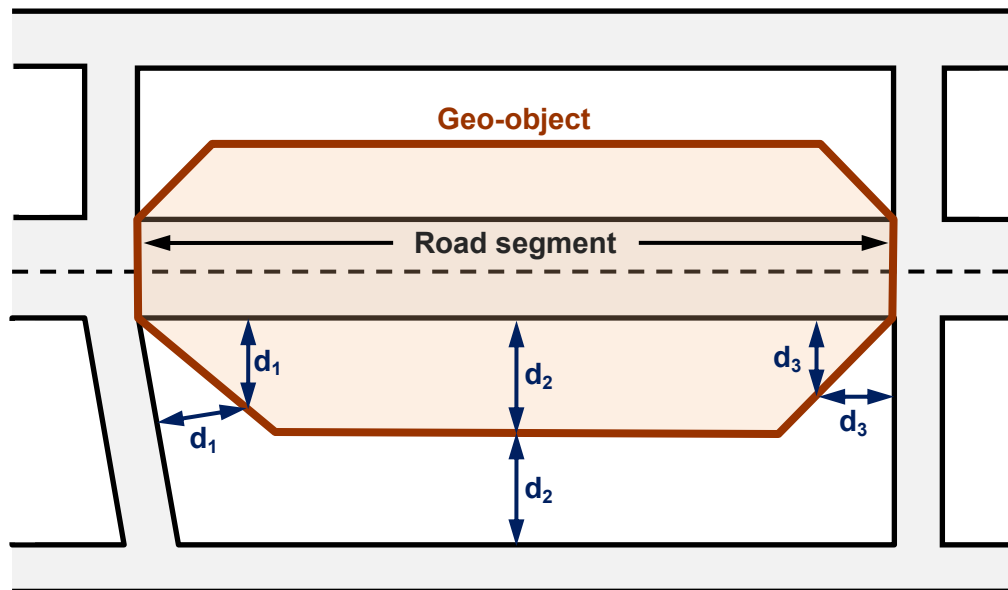 Geo-object
Road segment
d₁
d₂
d₃
d₁
d₃
d₂